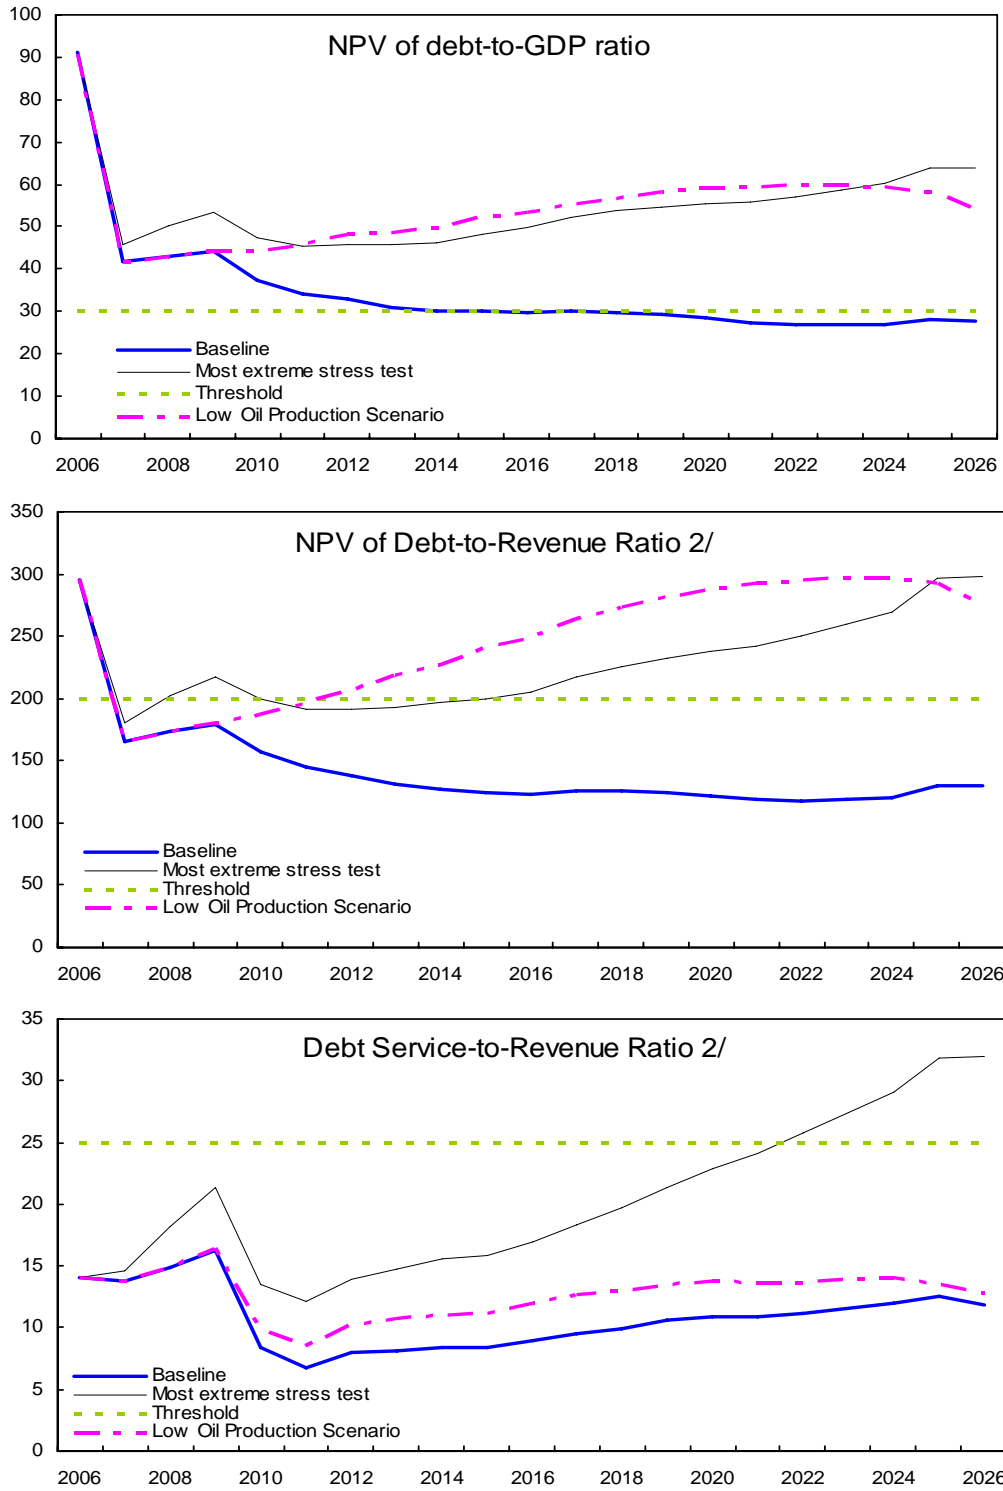 NPV of debt-to-GDP ratio
100
90
80
70
60
50
40
30
20
10
0
Baseline
Most extreme stress test
Threshold
Low Oil Production Scenario
2006 2008 2010 2012 2014 2016 2018 2020 2022 2024 2026
NPV of Debt-to-Revenue Ratio 2/
350
300
250
200
150
100
50
0
Baseline
Most extreme stress test
Threshold
Low Oil Production Scenario
2006 2008 2010 2012 2014 2016 2018 2020 2022 2024 2026
Debt Service-to-Revenue Ratio 2/
35
30
25
20
15
10
5
0
Baseline
Most extreme stress test
Threshold
Low Oil Production Scenario
2006 2008 2010 2012 2014 2016 2018 2020 2022 2024 2026